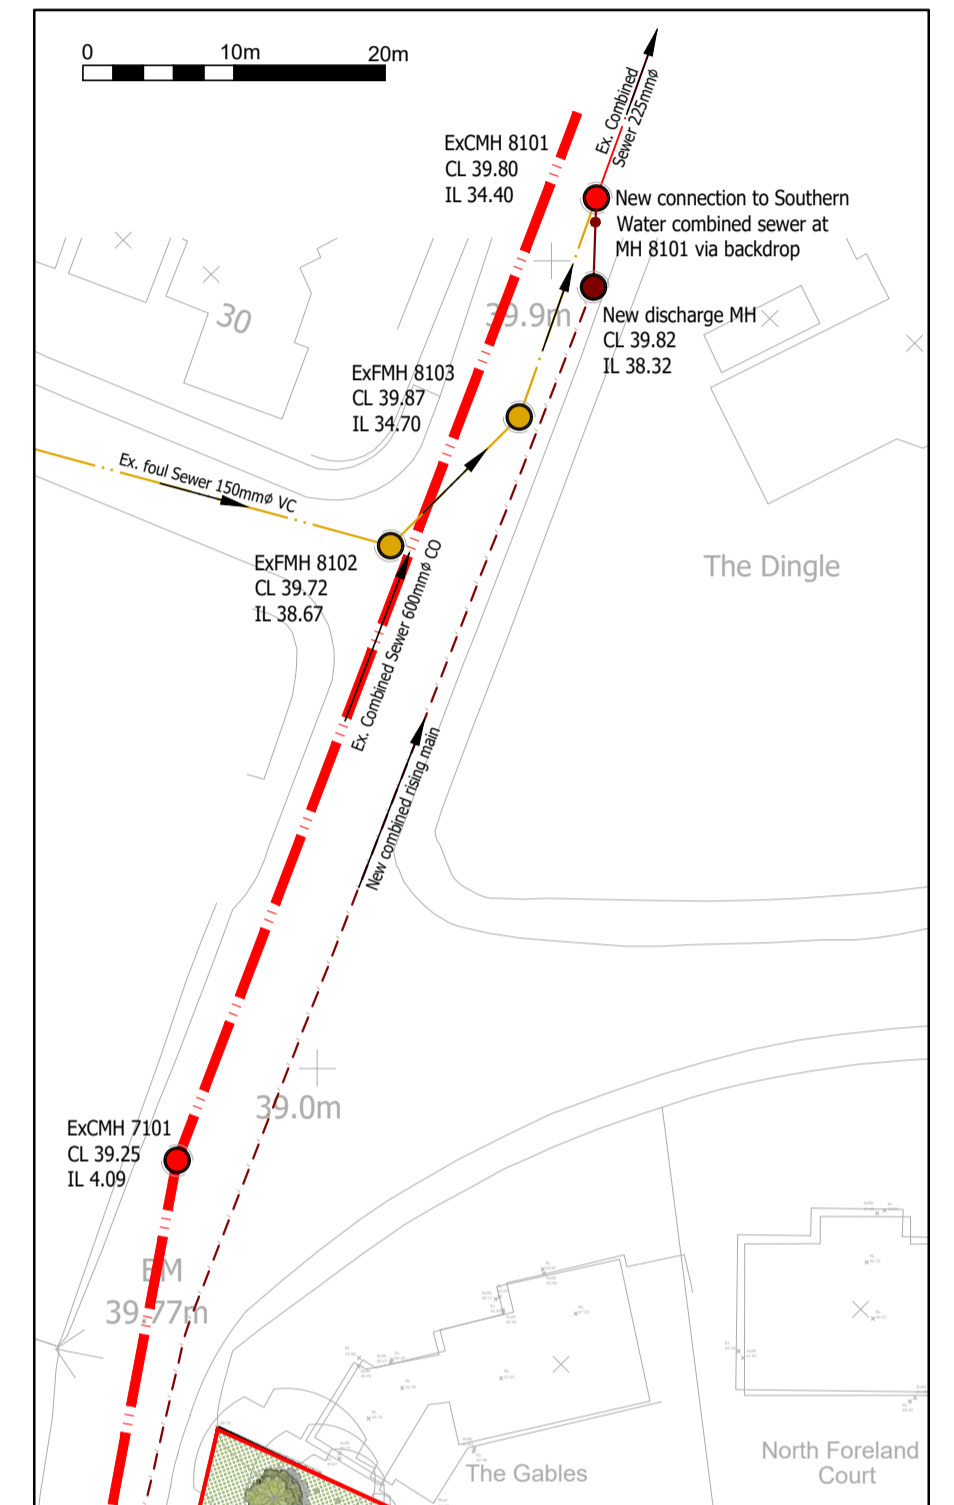 0 10m 20m
Ex. Combined
Sewer 225mmø
ExCMH 8101
CL 39.80
IL 34.40
New connection to Southern
Water combined sewer at
MH 8101 via backdrop
30
39.9m
New discharge MH
CL 39.82
IL 38.32
ExFMH 8103
CL 39.87
IL 34.70
Ex. foul Sewer 150mmø VC
ExFMH 8102
CL 39.72
IL 38.67
The Dingle
Ex. Combined Sewer 600mmø CO
New combined rising main
39.0m
ExCMH 7101
CL 39.25
IL 4.09
BM
39.77m
The Gables
North Foreland
Court